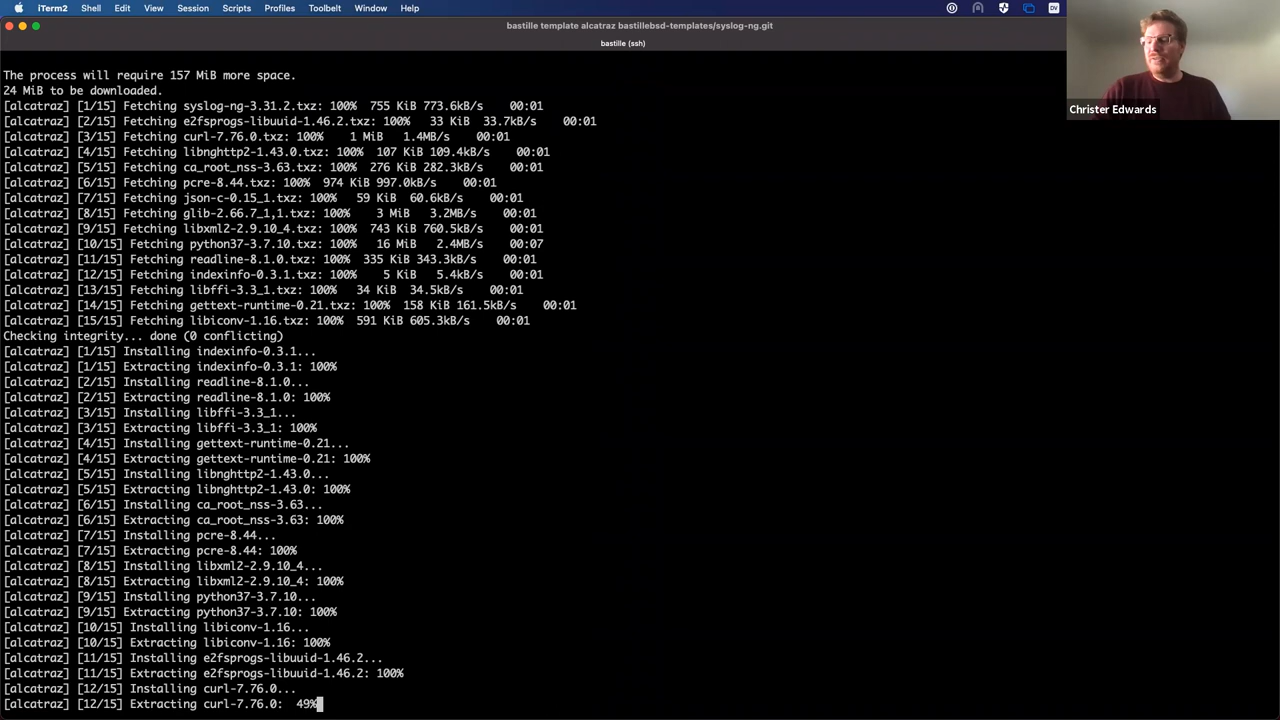 iTerm2 Shell Edit View Session Scripts Profiles Toolbelt Window Help
bastille template alcatraz bastillebsd-templates/syslog-ng.git
bastille (ssh)
DV
Christer Edwards
The process will require 157 MiB more space.
24 MiB to be downloaded.
[alcatraz] [1/15] Fetching syslog-ng-3.31.2.txz: 100%  755 KiB 773.6kB/s    00:01
[alcatraz] [2/15] Fetching e2fsprogs-libuuid-1.46.2.txz: 100%   33 KiB  33.7kB/s    00:01
[alcatraz] [3/15] Fetching curl-7.76.0.txz: 100%    1 MiB   1.4MB/s    00:01
[alcatraz] [4/15] Fetching libnghttp2-1.43.0.txz: 100%  107 KiB 109.4kB/s    00:01
[alcatraz] [5/15] Fetching ca_root_nss-3.63.txz: 100%  276 KiB 282.3kB/s    00:01
[alcatraz] [6/15] Fetching pcre-8.44.txz: 100%  974 KiB 997.0kB/s    00:01
[alcatraz] [7/15] Fetching json-c-0.15_1.txz: 100%   59 KiB  60.6kB/s    00:01
[alcatraz] [8/15] Fetching glib-2.66.7_1,1.txz: 100%    3 MiB   3.2MB/s    00:01
[alcatraz] [9/15] Fetching libxml2-2.9.10_4.txz: 100%  743 KiB 760.5kB/s    00:01
[alcatraz] [10/15] Fetching python37-3.7.10.txz: 100%   16 MiB   2.4MB/s    00:07
[alcatraz] [11/15] Fetching readline-8.1.0.txz: 100%  335 KiB 343.3kB/s    00:01
[alcatraz] [12/15] Fetching indexinfo-0.3.1.txz: 100%    5 KiB   5.4kB/s    00:01
[alcatraz] [13/15] Fetching libffi-3.3_1.txz: 100%   34 KiB  34.5kB/s    00:01
[alcatraz] [14/15] Fetching gettext-runtime-0.21.txz: 100%  158 KiB 161.5kB/s    00:01
[alcatraz] [15/15] Fetching libiconv-1.16.txz: 100%  591 KiB 605.3kB/s    00:01
Checking integrity... done (0 conflicting)
[alcatraz] [1/15] Installing indexinfo-0.3.1...
[alcatraz] [1/15] Extracting indexinfo-0.3.1: 100%
[alcatraz] [2/15] Installing readline-8.1.0...
[alcatraz] [2/15] Extracting readline-8.1.0: 100%
[alcatraz] [3/15] Installing libffi-3.3_1...
[alcatraz] [3/15] Extracting libffi-3.3_1: 100%
[alcatraz] [4/15] Installing gettext-runtime-0.21...
[alcatraz] [4/15] Extracting gettext-runtime-0.21: 100%
[alcatraz] [5/15] Installing libnghttp2-1.43.0...
[alcatraz] [5/15] Extracting libnghttp2-1.43.0: 100%
[alcatraz] [6/15] Installing ca_root_nss-3.63...
[alcatraz] [6/15] Extracting ca_root_nss-3.63: 100%
[alcatraz] [7/15] Installing pcre-8.44...
[alcatraz] [7/15] Extracting pcre-8.44: 100%
[alcatraz] [8/15] Installing libxml2-2.9.10_4...
[alcatraz] [8/15] Extracting libxml2-2.9.10_4: 100%
[alcatraz] [9/15] Installing python37-3.7.10...
[alcatraz] [9/15] Extracting python37-3.7.10: 100%
[alcatraz] [10/15] Installing libiconv-1.16...
[alcatraz] [10/15] Extracting libiconv-1.16: 100%
[alcatraz] [11/15] Installing e2fsprogs-libuuid-1.46.2...
[alcatraz] [11/15] Extracting e2fsprogs-libuuid-1.46.2: 100%
[alcatraz] [12/15] Installing curl-7.76.0...
[alcatraz] [12/15] Extracting curl-7.76.0:  49%